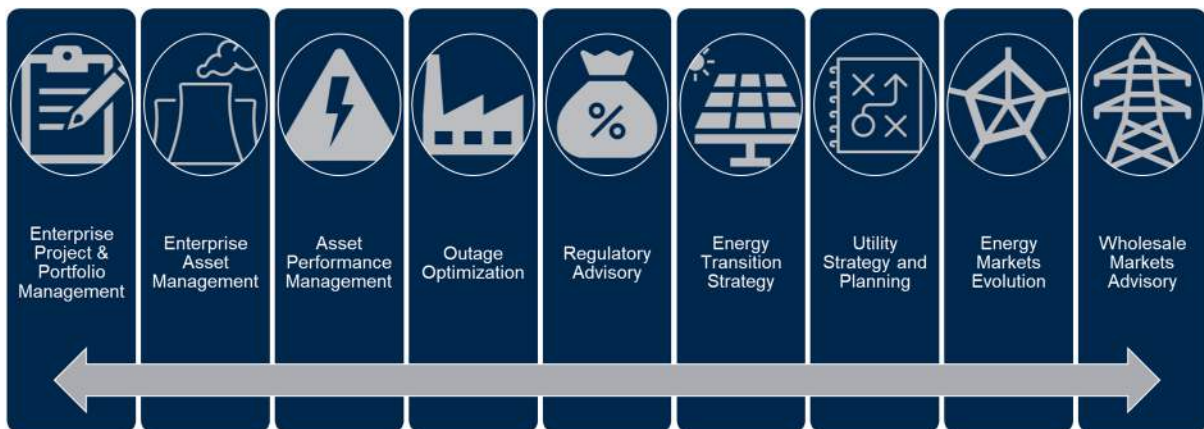 Enterprise
Project &
Portfolio
Management
Enterprise
Asset
Management
Asset
Performance
Management
Outage
Optimization
%
Regulatory
Advisory
Energy
Transition
Strategy
Utility
Strategy and
Planning
Energy
Markets
Evolution
Wholesale
Markets
Advisory